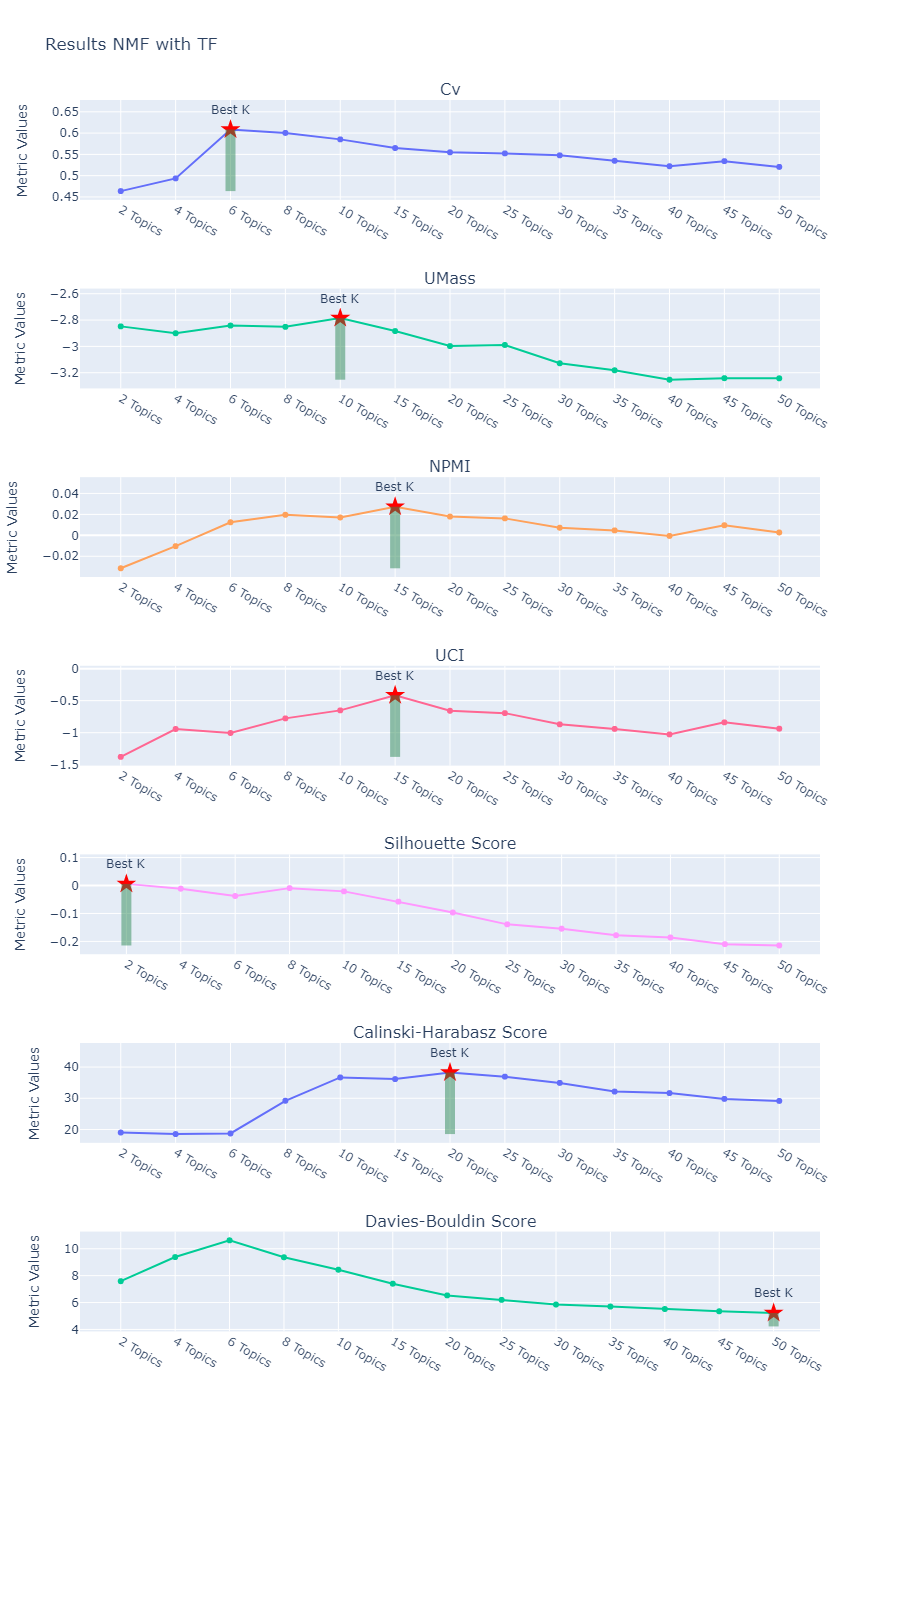 Results NMF with TF
Cv
Metric Values
Best K
0.65
0.6
0.55
0.5
0.45
2 Topics
4 Topics
6 Topics
8 Topics
10 Topics
15 Topics
20 Topics
25 Topics
30 Topics
35 Topics
40 Topics
45 Topics
50 Topics
UMass
Metric Values
Best K
−2.6
−2.8
−3
−3.2
2 Topics
4 Topics
6 Topics
8 Topics
10 Topics
15 Topics
20 Topics
25 Topics
30 Topics
35 Topics
40 Topics
45 Topics
50 Topics
NPMI
Metric Values
Best K
0.04
0.02
0
−0.02
2 Topics
4 Topics
6 Topics
8 Topics
10 Topics
15 Topics
20 Topics
25 Topics
30 Topics
35 Topics
40 Topics
45 Topics
50 Topics
UCI
Metric Values
Best K
0
−0.5
−1
−1.5
2 Topics
4 Topics
6 Topics
8 Topics
10 Topics
15 Topics
20 Topics
25 Topics
30 Topics
35 Topics
40 Topics
45 Topics
50 Topics
Silhouette Score
Metric Values
Best K
0.1
0
−0.1
−0.2
2 Topics
4 Topics
6 Topics
8 Topics
10 Topics
15 Topics
20 Topics
25 Topics
30 Topics
35 Topics
40 Topics
45 Topics
50 Topics
Calinski-Harabasz Score
Metric Values
Best K
40
30
20
2 Topics
4 Topics
6 Topics
8 Topics
10 Topics
15 Topics
20 Topics
25 Topics
30 Topics
35 Topics
40 Topics
45 Topics
50 Topics
Davies-Bouldin Score
Metric Values
Best K
10
8
6
4
2 Topics
4 Topics
6 Topics
8 Topics
10 Topics
15 Topics
20 Topics
25 Topics
30 Topics
35 Topics
40 Topics
45 Topics
50 Topics